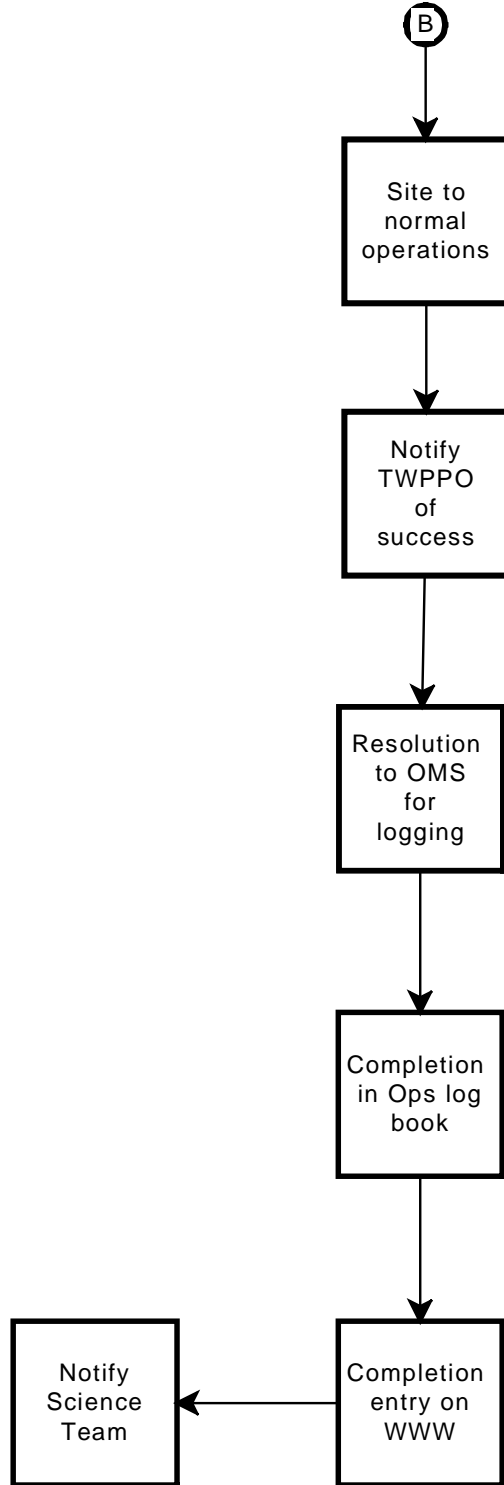 B
Site to
normal
operations
Notify
TWPPO
of
success
Resolution
to OMS
for
logging
Completion
in Ops log
book
Notify
Science
Team
Completion
entry on
WWW